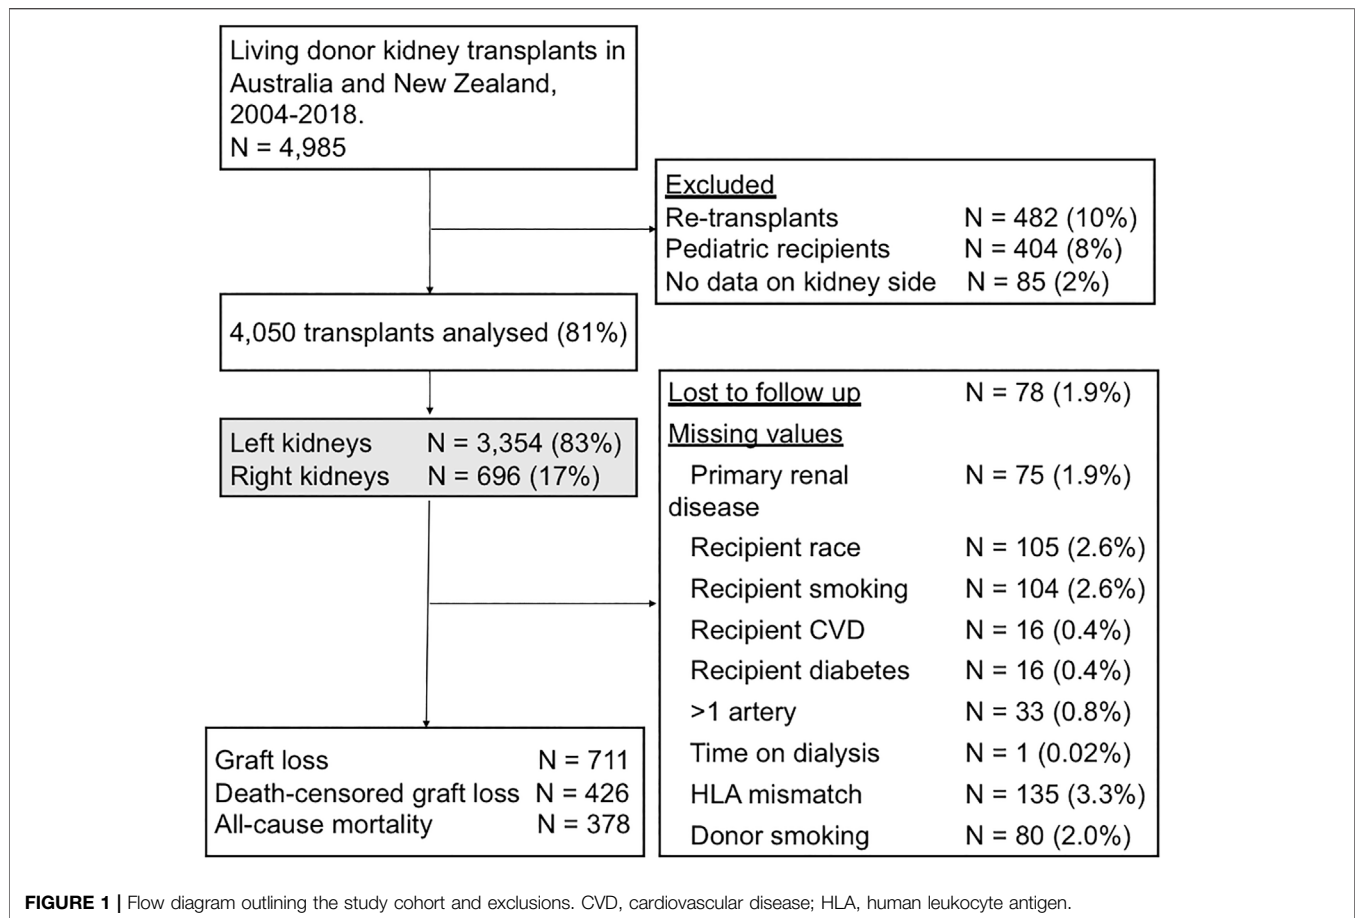 Living donor kidney transplants in
Australia and New Zealand,
2004-2018.
N = 4,985
Excluded
Re-transplants N = 482 (10%)
Pediatric recipients N = 404 (8%)
No data on kidney side N = 85 (2%)
4,050 transplants analysed (81%)
Left kidneys N = 3,354 (83%)
Right kidneys N = 696 (17%)
Lost to follow up N = 78 (1.9%)
Missing values
Primary renal N = 75 (1.9%)
disease
Recipient race N = 105 (2.6%)
Recipient smoking N = 104 (2.6%)
Recipient CVD N = 16 (0.4%)
Recipient diabetes N = 16 (0.4%)
>1 artery N = 33 (0.8%)
Time on dialysis N = 1 (0.02%)
HLA mismatch N = 135 (3.3%)
Donor smoking N = 80 (2.0%)
Graft loss N = 711
Death-censored graft loss N = 426
All-cause mortality N = 378
FIGURE 1 | Flow diagram outlining the study cohort and exclusions. CVD, cardiovascular disease; HLA, human leukocyte antigen.